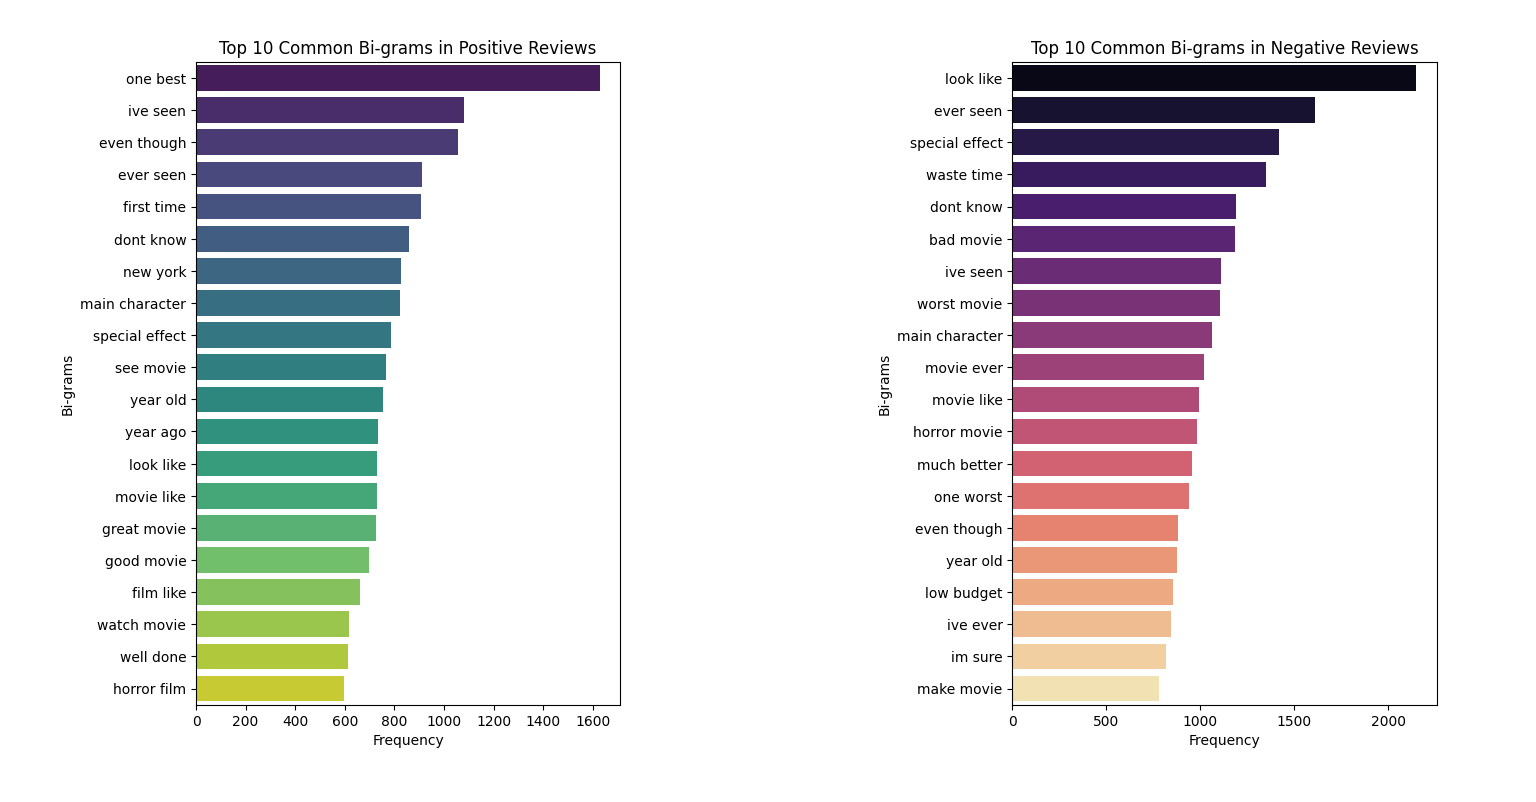 Top 10 Common Bi-grams in Positive Reviews
Bi-grams
one best
ive seen
even though
ever seen
first time
dont know
new york
main character
special effect
see movie
year old
year ago
look like
movie like
great movie
good movie
film like
watch movie
well done
horror film
0 200 400 600 800 1000 1200 1400 1600
Frequency
Top 10 Common Bi-grams in Negative Reviews
Bi-grams
look like
ever seen
special effect
waste time
dont know
bad movie
ive seen
worst movie
main character
movie ever
movie like
horror movie
much better
one worst
even though
year old
low budget
ive ever
im sure
make movie
0 500 1000 1500 2000
Frequency